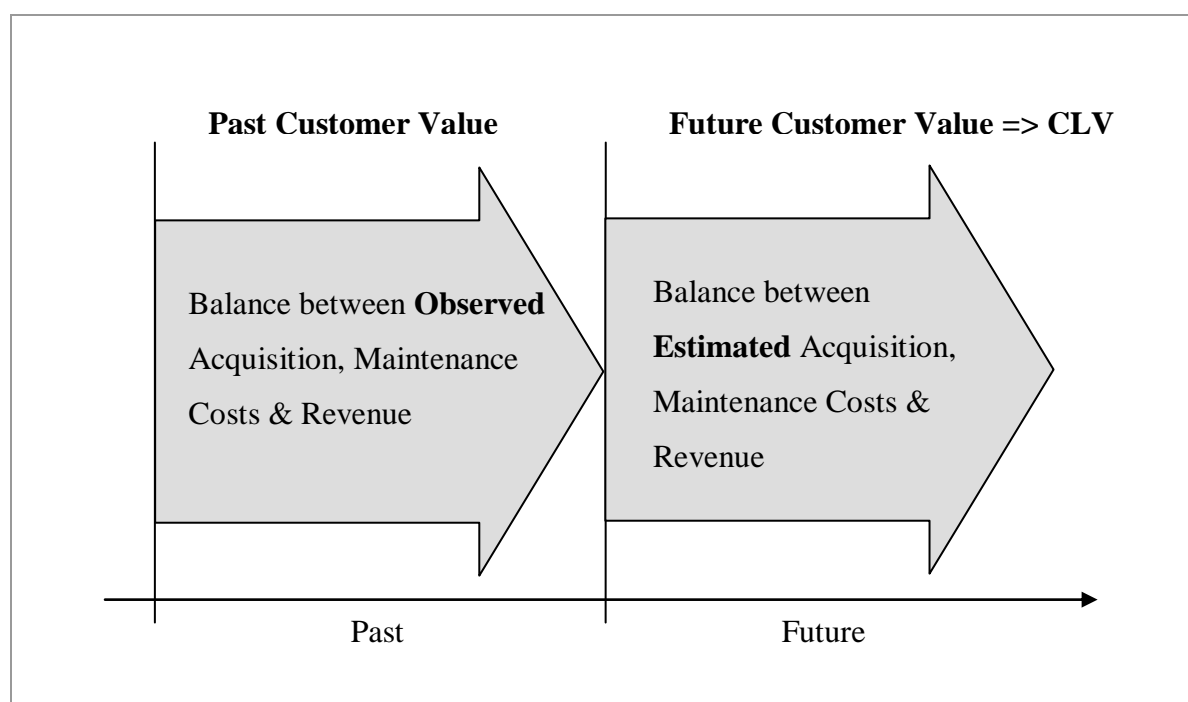 Past Customer Value
Future Customer Value => CLV
Balance between Observed
Acquisition, Maintenance
Costs & Revenue
Balance between
Estimated Acquisition,
Maintenance Costs &
Revenue
Past
Future